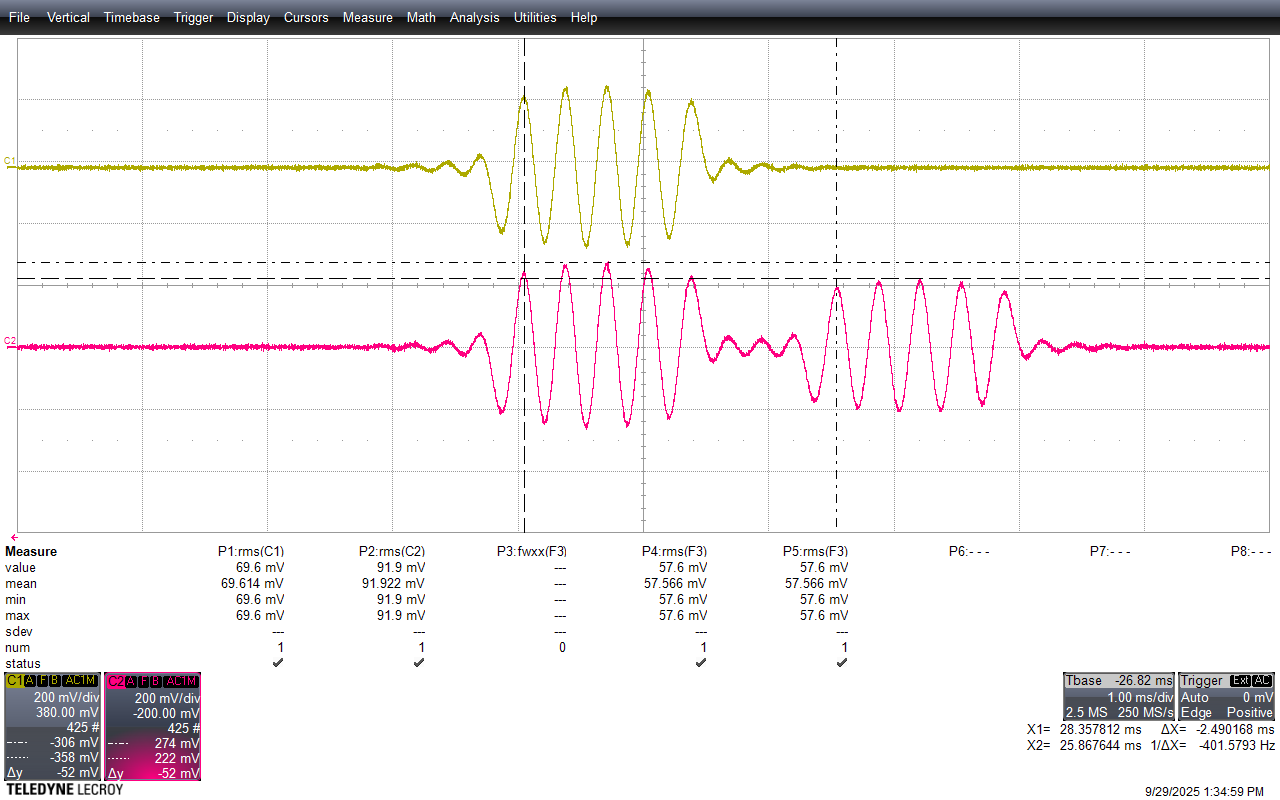 File Vertical Timebase Trigger Display Cursors Measure Math Analysis Utilities Help
C1
C2
Measure P1:rms(C1) P2:rms(C2) P3:fwxx(F3) P4:rms(F3) P5:rms(F3) P6:- - - P7:- - - P8:- - -
value 69.6 mV 91.9 mV --- 57.6 mV 57.6 mV
mean 69.614 mV 91.922 mV --- 57.566 mV 57.566 mV
min 69.6 mV 91.9 mV --- 57.6 mV 57.6 mV
max 69.6 mV 91.9 mV --- 57.6 mV 57.6 mV
sdev --- --- --- --- ---
num 1 1 0 1 1
status
C1 A F B AC1M
200 mV/div
380.00 mV
425 #
-306 mV
-358 mV
Δy -52 mV
C2 A F B AC1M
200 mV/div
-200.00 mV
425 #
274 mV
222 mV
Δy -52 mV
Tbase -26.82 ms
1.00 ms/div
2.5 MS 250 MS/s
Trigger Ext AC
Auto 0 mV
Edge Positive
X1= 28.357812 ms ΔX= -2.490168 ms
X2= 25.867644 ms 1/ΔX= -401.5793 Hz
TELEDYNE LECROY
9/29/2025 1:34:59 PM